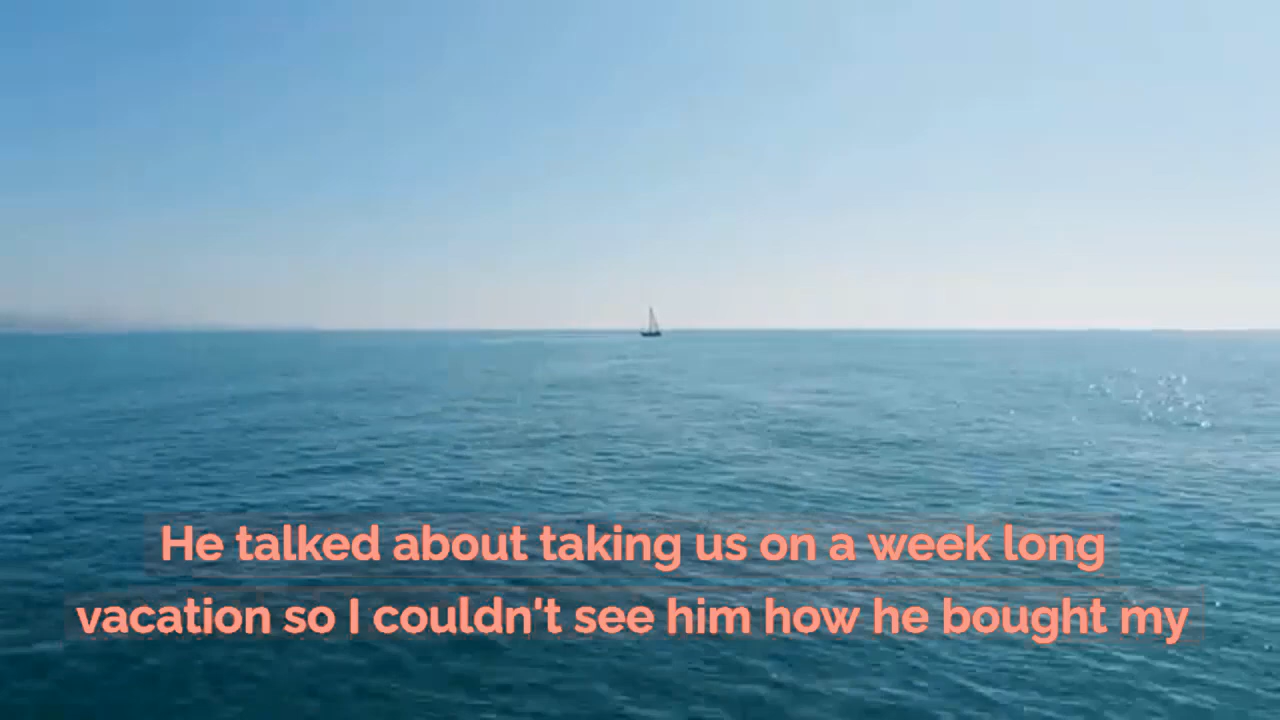 He talked about taking us on a week long
vacation so I couldn't see him how he bought my